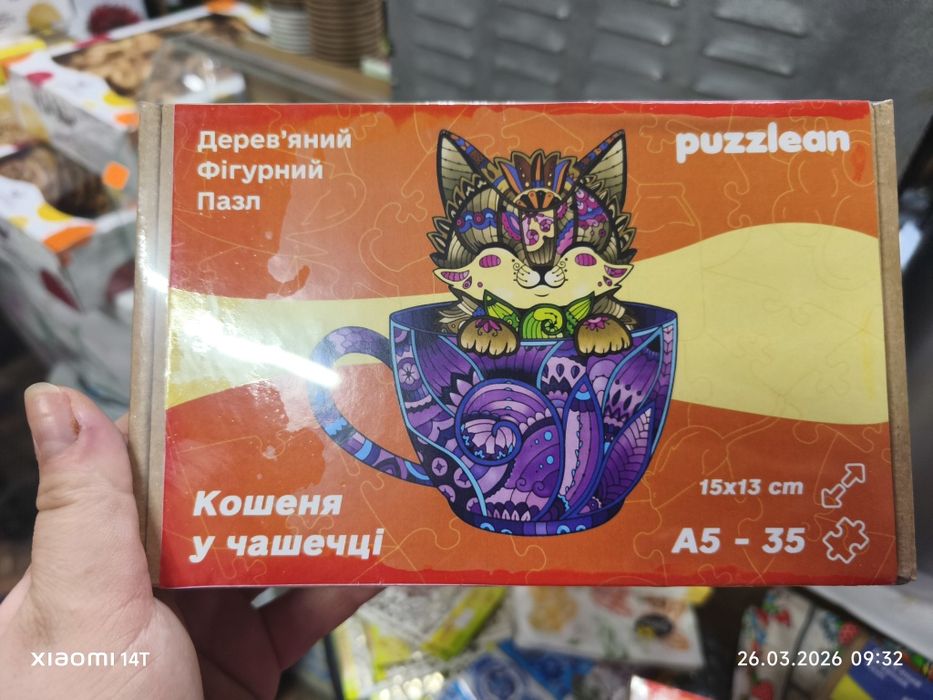 Дерев'яний
Фігурний
Пазл
puzzlean
Кошеня
у чашечці
15x13 cm
A5 - 35
XIAOMI 14T
26.03.2026 09:32